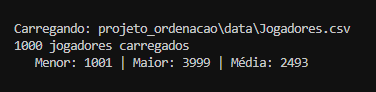 Carregando: projeto_ordenacao\data\Jogadores.csv
1000 jogadores carregados
Menor: 1001 | Maior: 3999 | Média: 2493